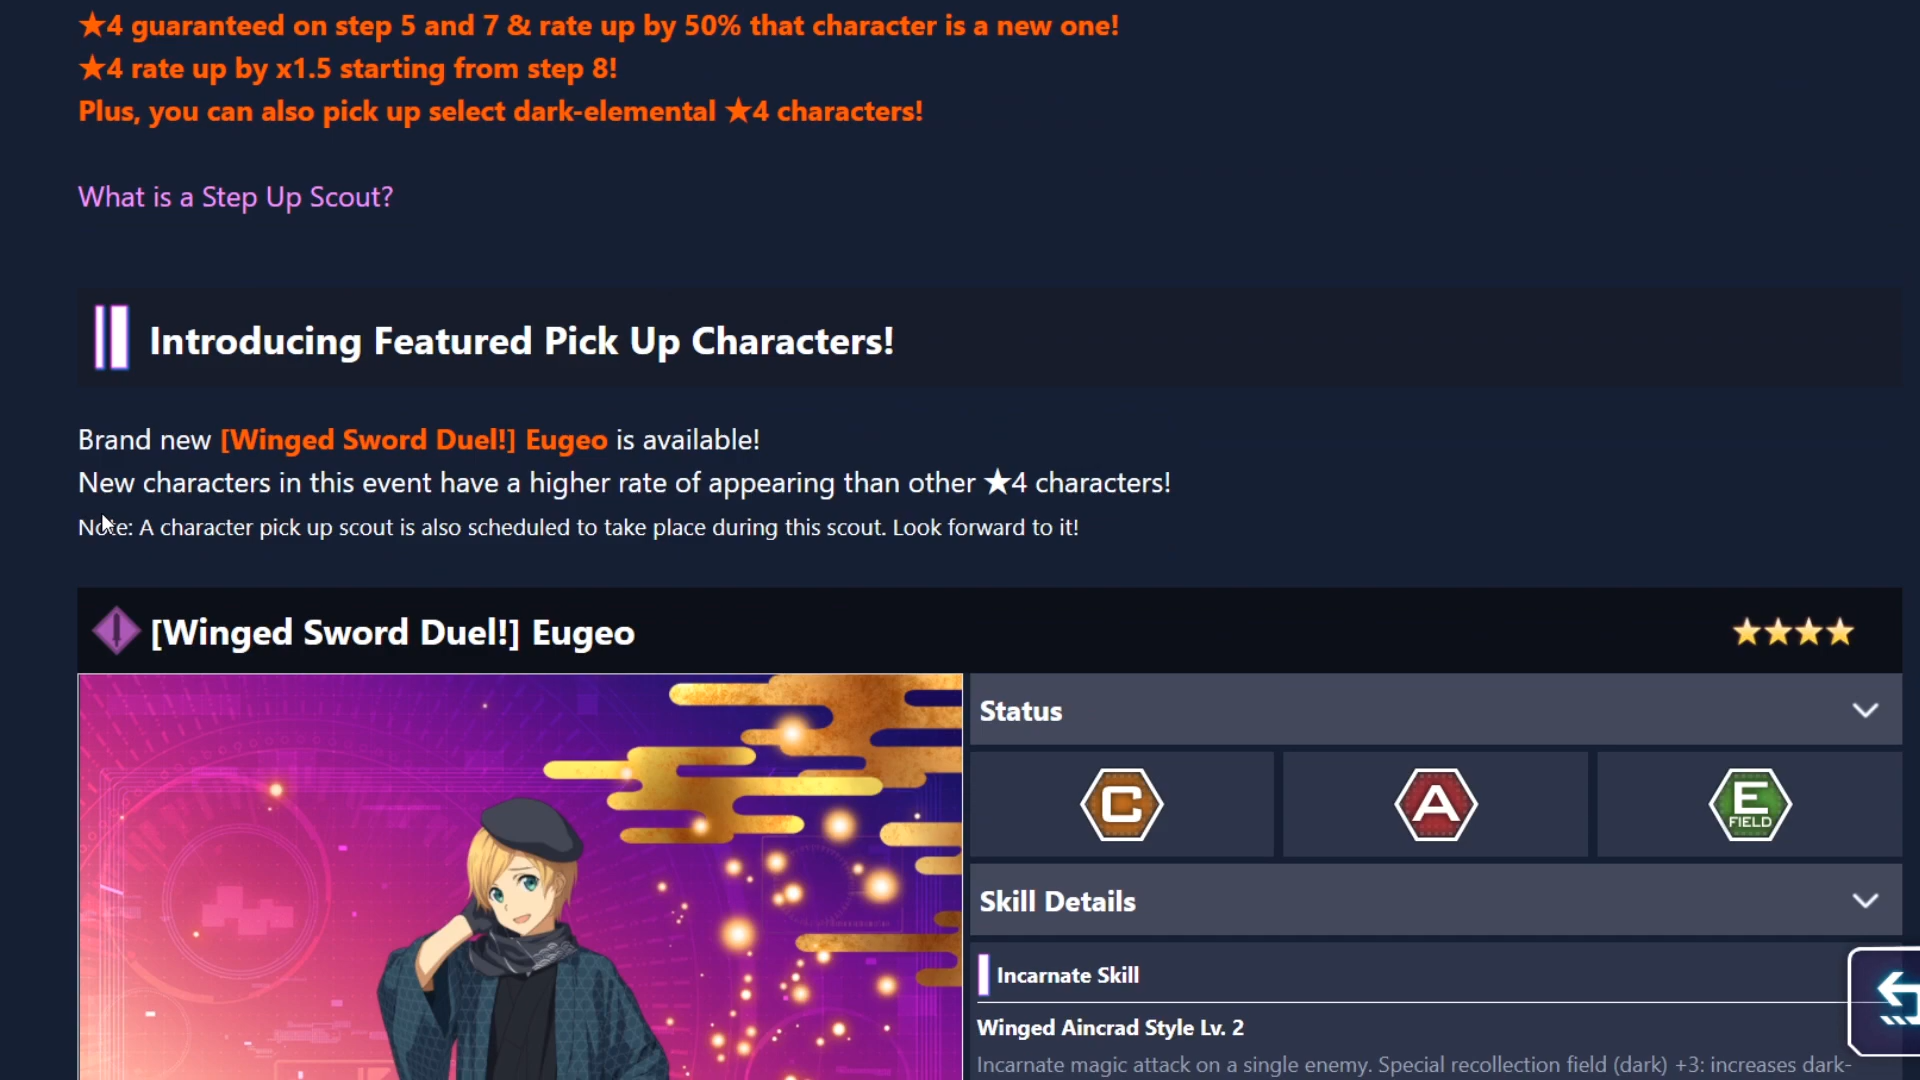 ★4 guaranteed on step 5 and 7 & rate up by 50% that character is a new one!
★4 rate up by x1.5 starting from step 8!
Plus, you can also pick up select dark-elemental ★4 characters!
What is a Step Up Scout?
Introducing Featured Pick Up Characters!
Brand new [Winged Sword Duel!] Eugeo is available!
New characters in this event have a higher rate of appearing than other ★4 characters!
Note: A character pick up scout is also scheduled to take place during this scout. Look forward to it!
[Winged Sword Duel!] Eugeo ★★★★
Status
C A E FIELD
Skill Details
Incarnate Skill
Winged Aincrad Style Lv. 2
Incarnate magic attack on a single enemy. Special recollection field (dark) +3: increases dark-